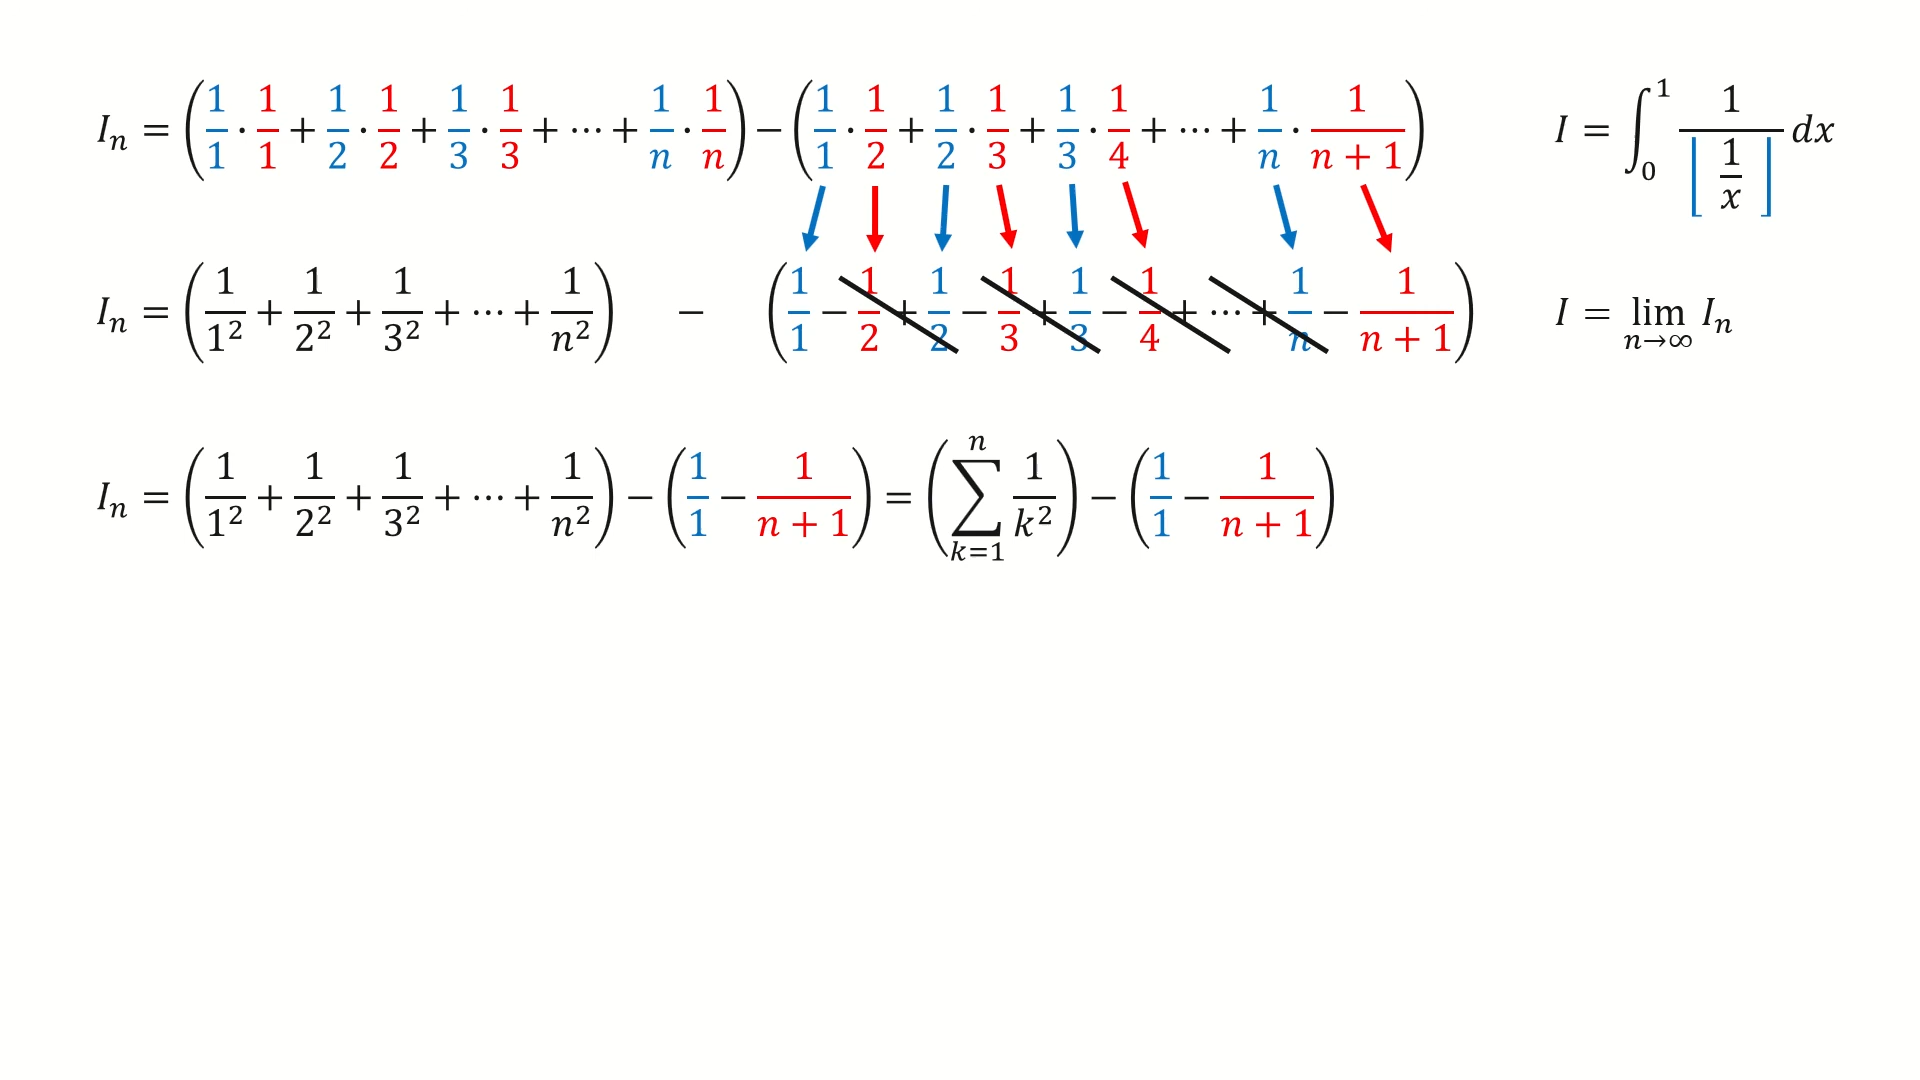 I_n = (1/1 · 1/1 + 1/2 · 1/2 + 1/3 · 1/3 + ⋯ + 1/n · 1/n) − (1/1 · 1/2 + 1/2 · 1/3 + 1/3 · 1/4 + ⋯ + 1/n · 1/(n + 1))
I = ∫_0^1 1/⌊1/x⌋ dx
I_n = (1/1² + 1/2² + 1/3² + ⋯ + 1/n²) − (1/1 − 1/2 + 1/2 − 1/3 + 1/3 − 1/4 + ⋯ + 1/n − 1/(n + 1))
I = lim_{n→∞} I_n
I_n = (1/1² + 1/2² + 1/3² + ⋯ + 1/n²) − (1/1 − 1/(n + 1)) = (∑_{k=1}^{n} 1/k²) − (1/1 − 1/(n + 1))